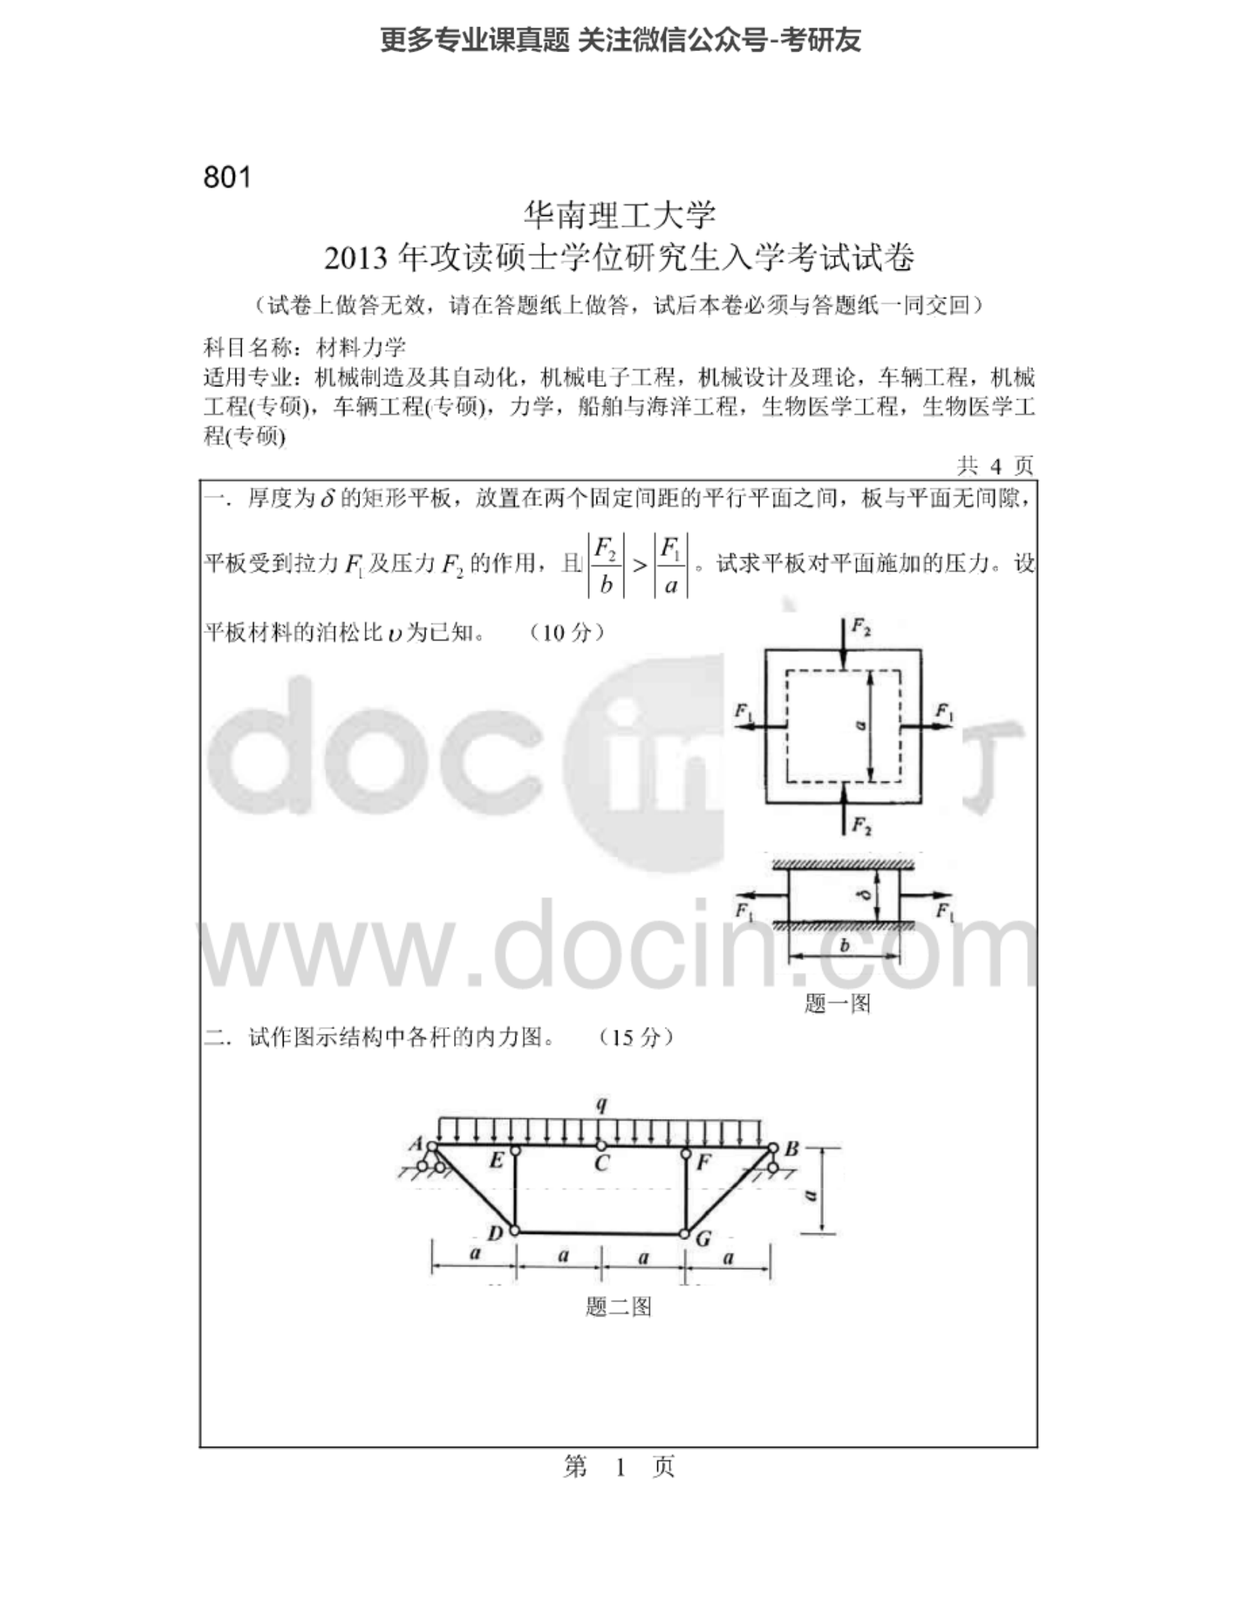 更多专业课真题 关注微信公众号-考研友
801
华南理工大学
2013 年攻读硕士学位研究生入学考试试卷
（试卷上做答无效，请在答题纸上做答，试后本卷必须与答题纸一同交回）
科目名称：材料力学
适用专业：机械制造及其自动化，机械电子工程，机械设计及理论，车辆工程，机械
工程(专硕)，车辆工程(专硕)，力学，船舶与海洋工程，生物医学工程，生物医学工
程(专硕)
共 4 页
一．厚度为 δ 的矩形平板，放置在两个固定间距的平行平面之间，板与平面无间隙，
平板受到拉力 F₁ 及压力 F₂ 的作用，且 |F₂/b| > |F₁/a| 。试求平板对平面施加的压力。设
平板材料的泊松比 υ 为已知。 （10 分）
F₂
F₁ a F₁
F₂
δ
F₁ F₁
b
docin
www.docin.com
题一图
二．试作图示结构中各杆的内力图。 （15 分）
q
A E C F B
a
D G
a a a a
题二图
第 1 页